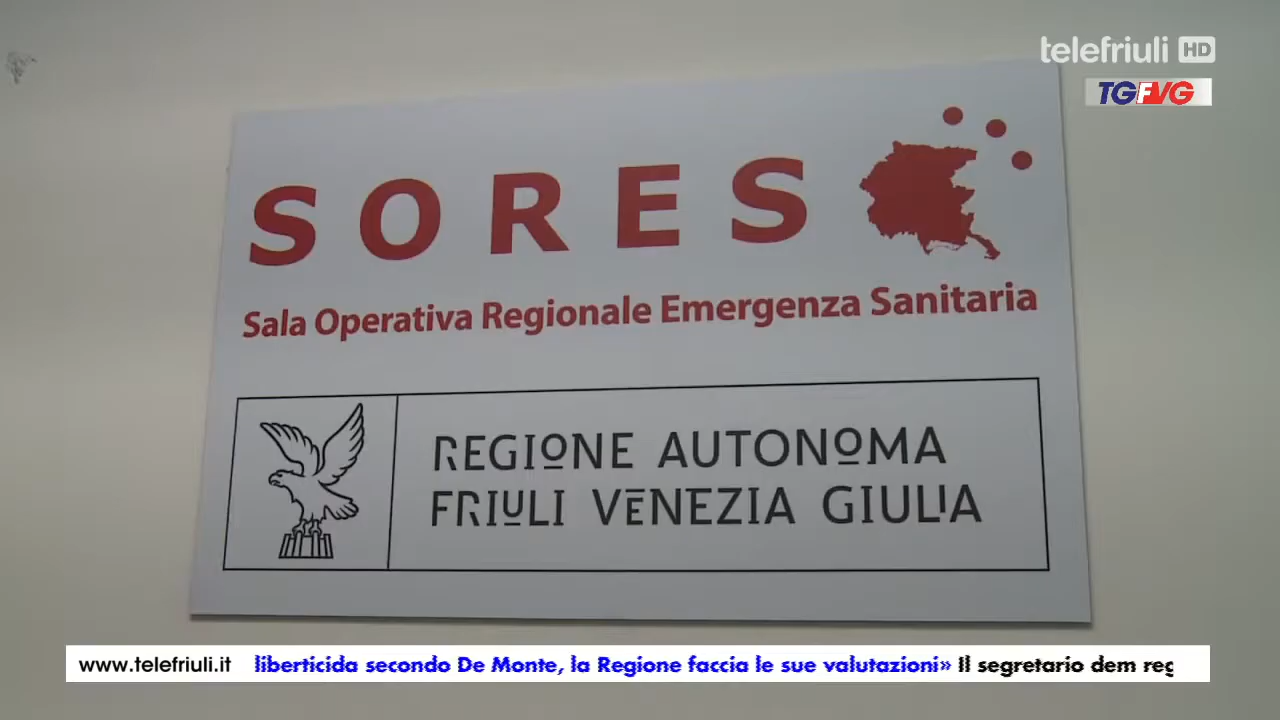 telefriuli HD
TGFVG
SORES
Sala Operativa Regionale Emergenza Sanitaria
REGIONE AUTONOMA
FRIULI VENEZIA GIULIA
www.telefriuli.it liberticida secondo De Monte, la Regione faccia le sue valutazioni» Il segretario dem reg